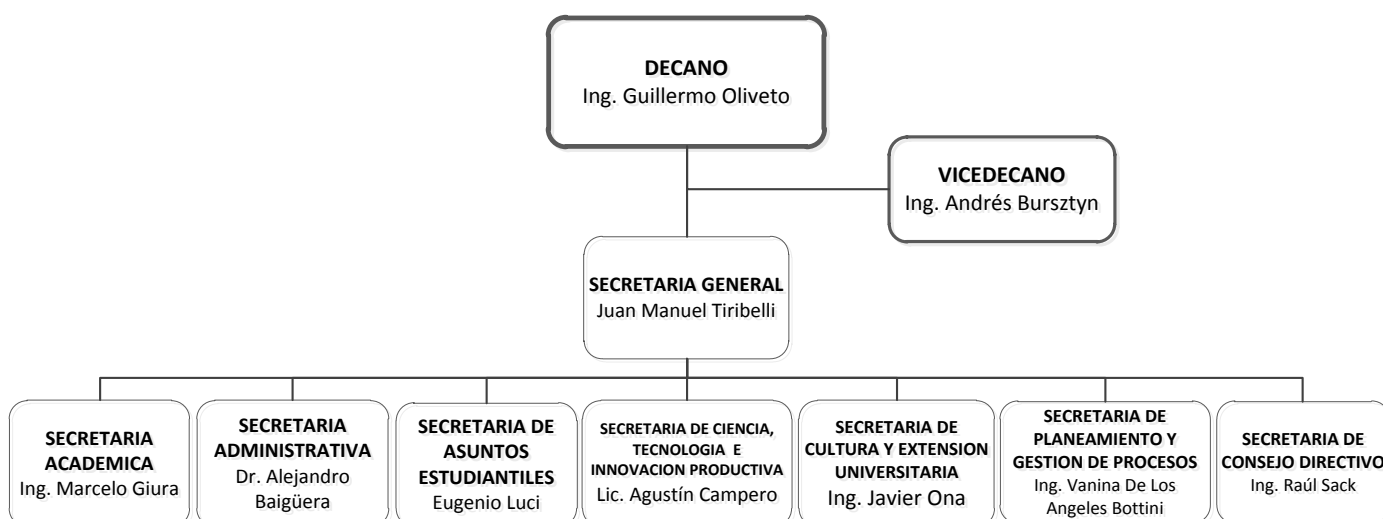 DECANO
Ing. Guillermo Oliveto
VICEDECANO
Ing. Andrés Bursztyn
SECRETARIA GENERAL
Juan Manuel Tiribelli
SECRETARIA
ACADEMICA
Ing. Marcelo Giura
SECRETARIA
ADMINISTRATIVA
Dr. Alejandro
Baigüera
SECRETARIA DE
ASUNTOS
ESTUDIANTILES
Eugenio Luci
SECRETARIA DE CIENCIA,
TECNOLOGIA E
INNOVACION PRODUCTIVA
Lic. Agustín Campero
SECRETARIA DE
CULTURA Y EXTENSION
UNIVERSITARIA
Ing. Javier Ona
SECRETARIA DE
PLANEAMIENTO Y
GESTION DE PROCESOS
Ing. Vanina De Los
Angeles Bottini
SECRETARIA DE
CONSEJO DIRECTIVO
Ing. Raúl Sack